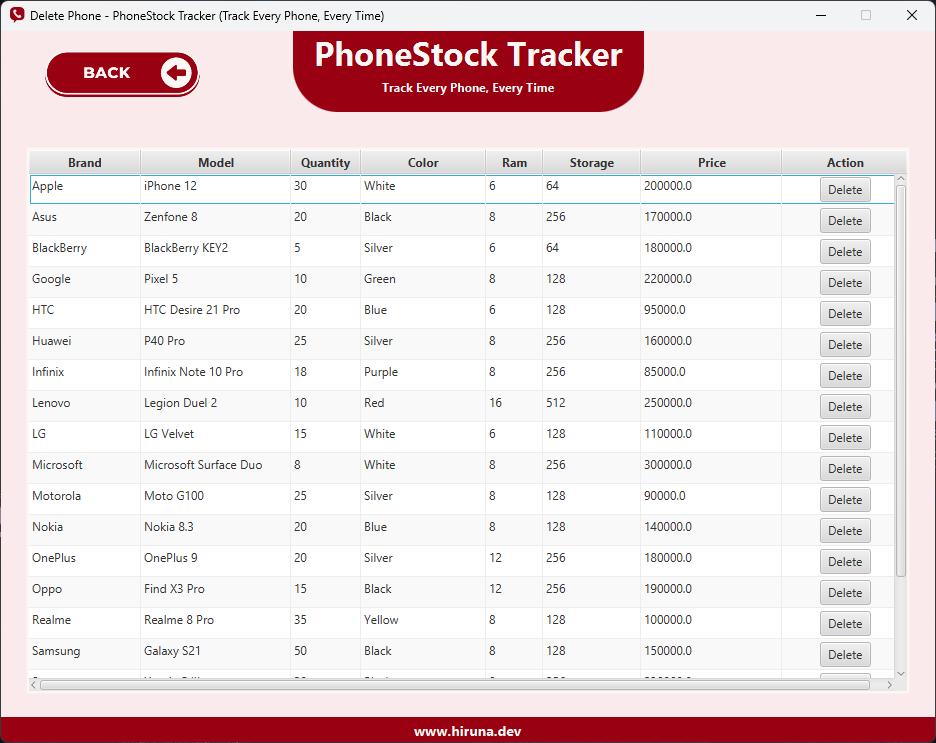 Delete Phone - PhoneStock Tracker (Track Every Phone, Every Time)
BACK
PhoneStock Tracker
Track Every Phone, Every Time
Brand Model Quantity Color Ram Storage Price Action
Apple iPhone 12 30 White 6 64 200000.0 Delete
Asus Zenfone 8 20 Black 8 256 170000.0 Delete
BlackBerry BlackBerry KEY2 5 Silver 6 64 180000.0 Delete
Google Pixel 5 10 Green 8 128 220000.0 Delete
HTC HTC Desire 21 Pro 20 Blue 6 128 95000.0 Delete
Huawei P40 Pro 25 Silver 8 256 160000.0 Delete
Infinix Infinix Note 10 Pro 18 Purple 8 256 85000.0 Delete
Lenovo Legion Duel 2 10 Red 16 512 250000.0 Delete
LG LG Velvet 15 White 6 128 110000.0 Delete
Microsoft Microsoft Surface Duo 8 White 8 256 300000.0 Delete
Motorola Moto G100 25 Silver 8 128 90000.0 Delete
Nokia Nokia 8.3 20 Blue 8 128 140000.0 Delete
OnePlus OnePlus 9 20 Silver 12 256 180000.0 Delete
Oppo Find X3 Pro 15 Black 12 256 190000.0 Delete
Realme Realme 8 Pro 35 Yellow 8 128 100000.0 Delete
Samsung Galaxy S21 50 Black 8 128 150000.0 Delete
www.hiruna.dev